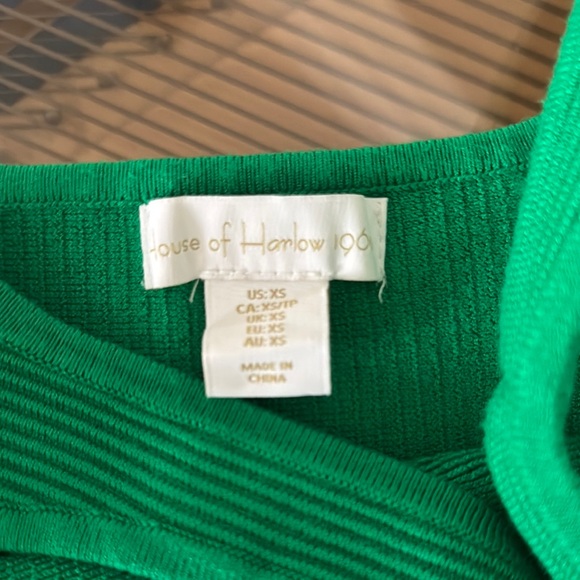 House of Harlow 196
US: XS
CA: XS/TP
UK: XS
EU: XS
AU: XS
MADE IN
CHINA